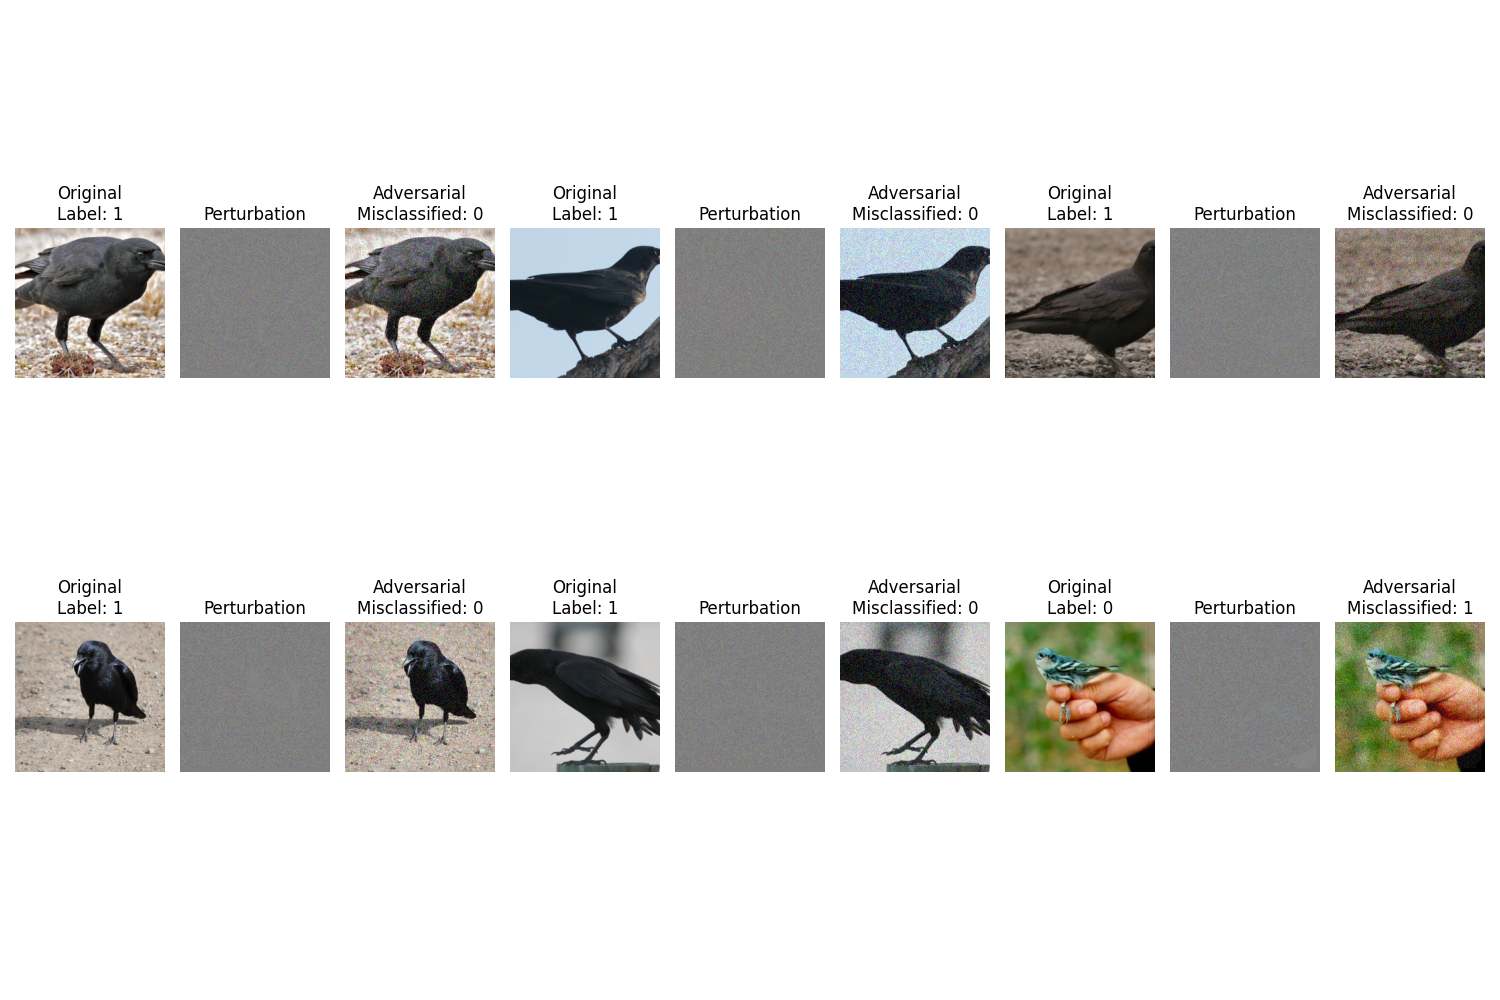 Original
Label: 1
Perturbation
Adversarial
Misclassified: 0
Original
Label: 1
Perturbation
Adversarial
Misclassified: 0
Original
Label: 1
Perturbation
Adversarial
Misclassified: 0
Original
Label: 1
Perturbation
Adversarial
Misclassified: 0
Original
Label: 1
Perturbation
Adversarial
Misclassified: 0
Original
Label: 0
Perturbation
Adversarial
Misclassified: 1